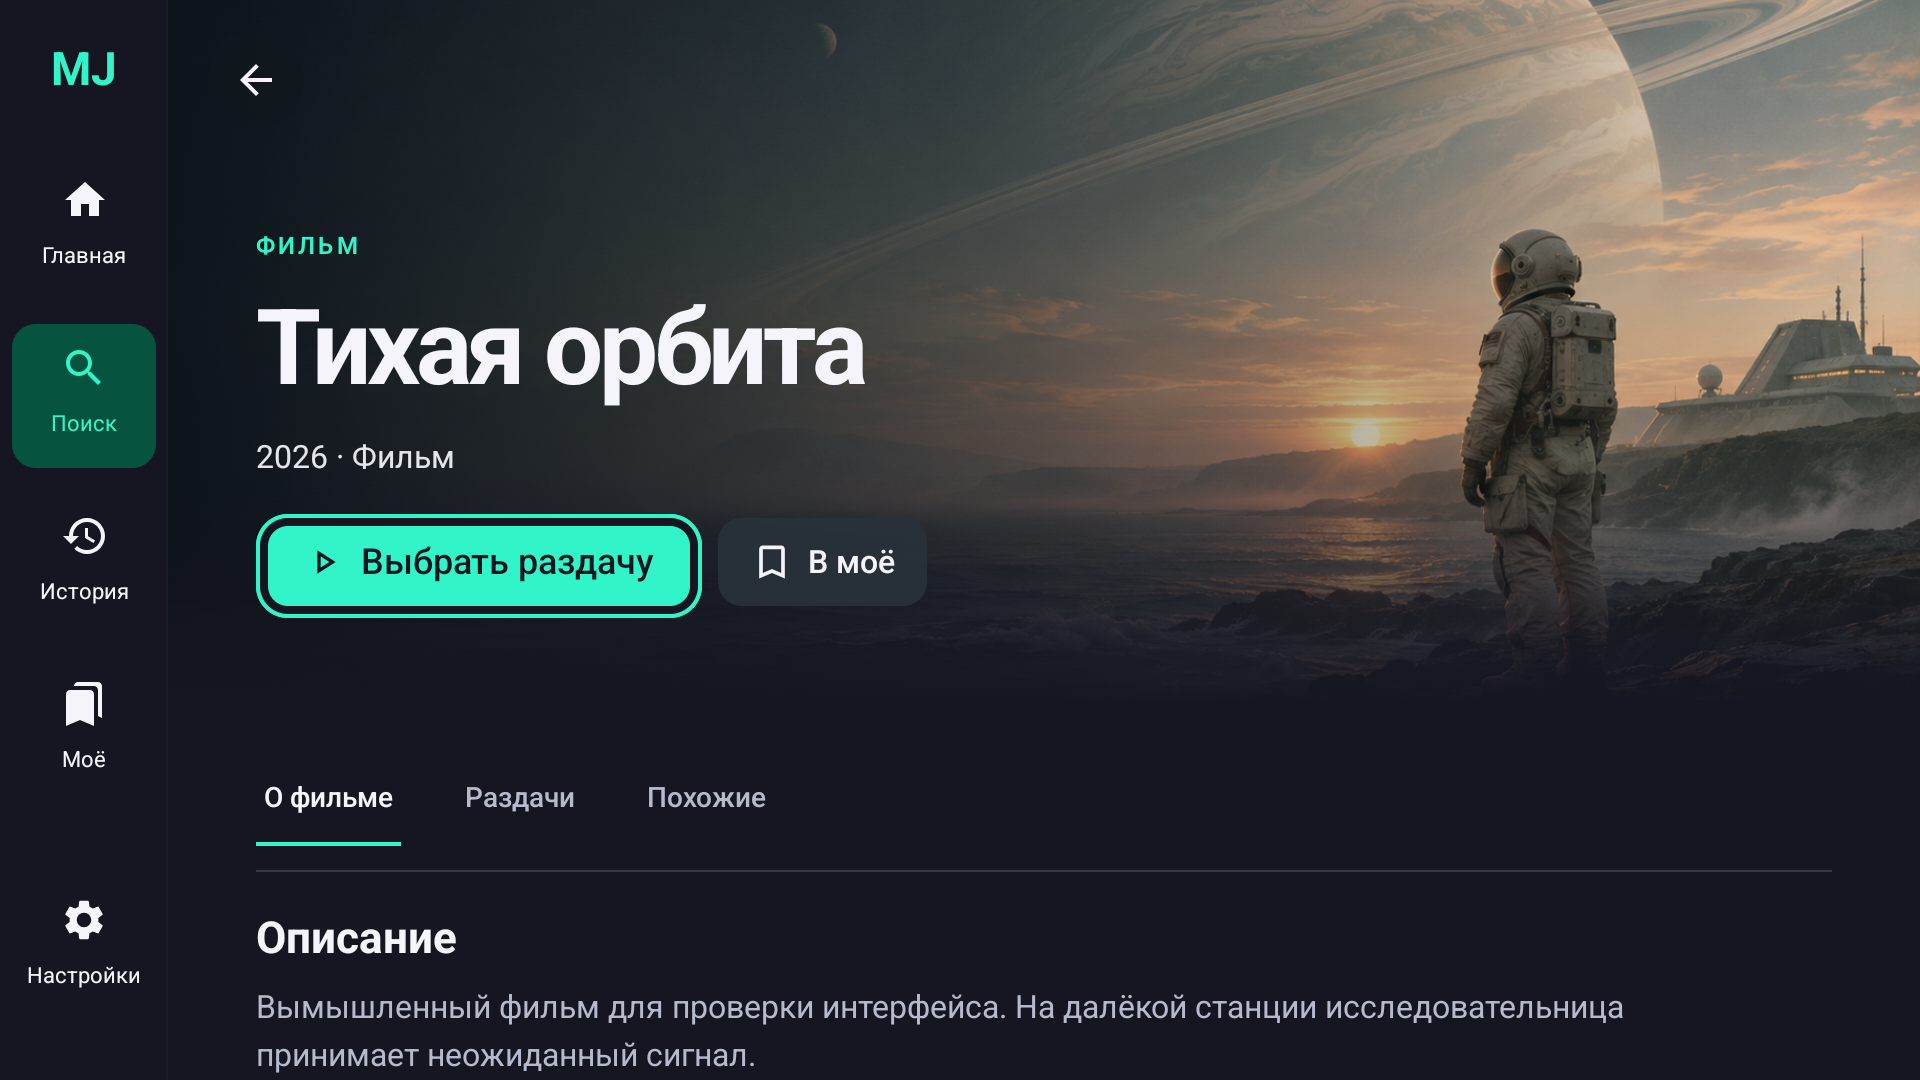 MJ
Главная
Поиск
История
Моё
Настройки
ФИЛЬМ
Тихая орбита
2026 · Фильм
Выбрать раздачу
В моё
О фильме
Раздачи
Похожие
Описание
Вымышленный фильм для проверки интерфейса. На далёкой станции исследовательница
принимает неожиданный сигнал.